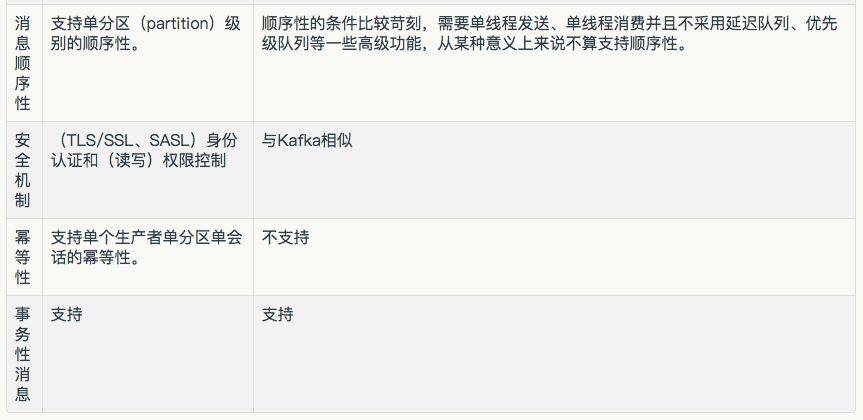 消息顺序性
支持单分区（partition）级
别的顺序性。
顺序性的条件比较苛刻，需要单线程发送、单线程消费并且不采用延迟队列、优先
级队列等一些高级功能，从某种意义上来说不算支持顺序性。
安全机制
（TLS/SSL、SASL）身份
认证和（读写）权限控制
与Kafka相似
幂等性
支持单个生产者单分区单会
话的幂等性。
不支持
事务性消息
支持
支持